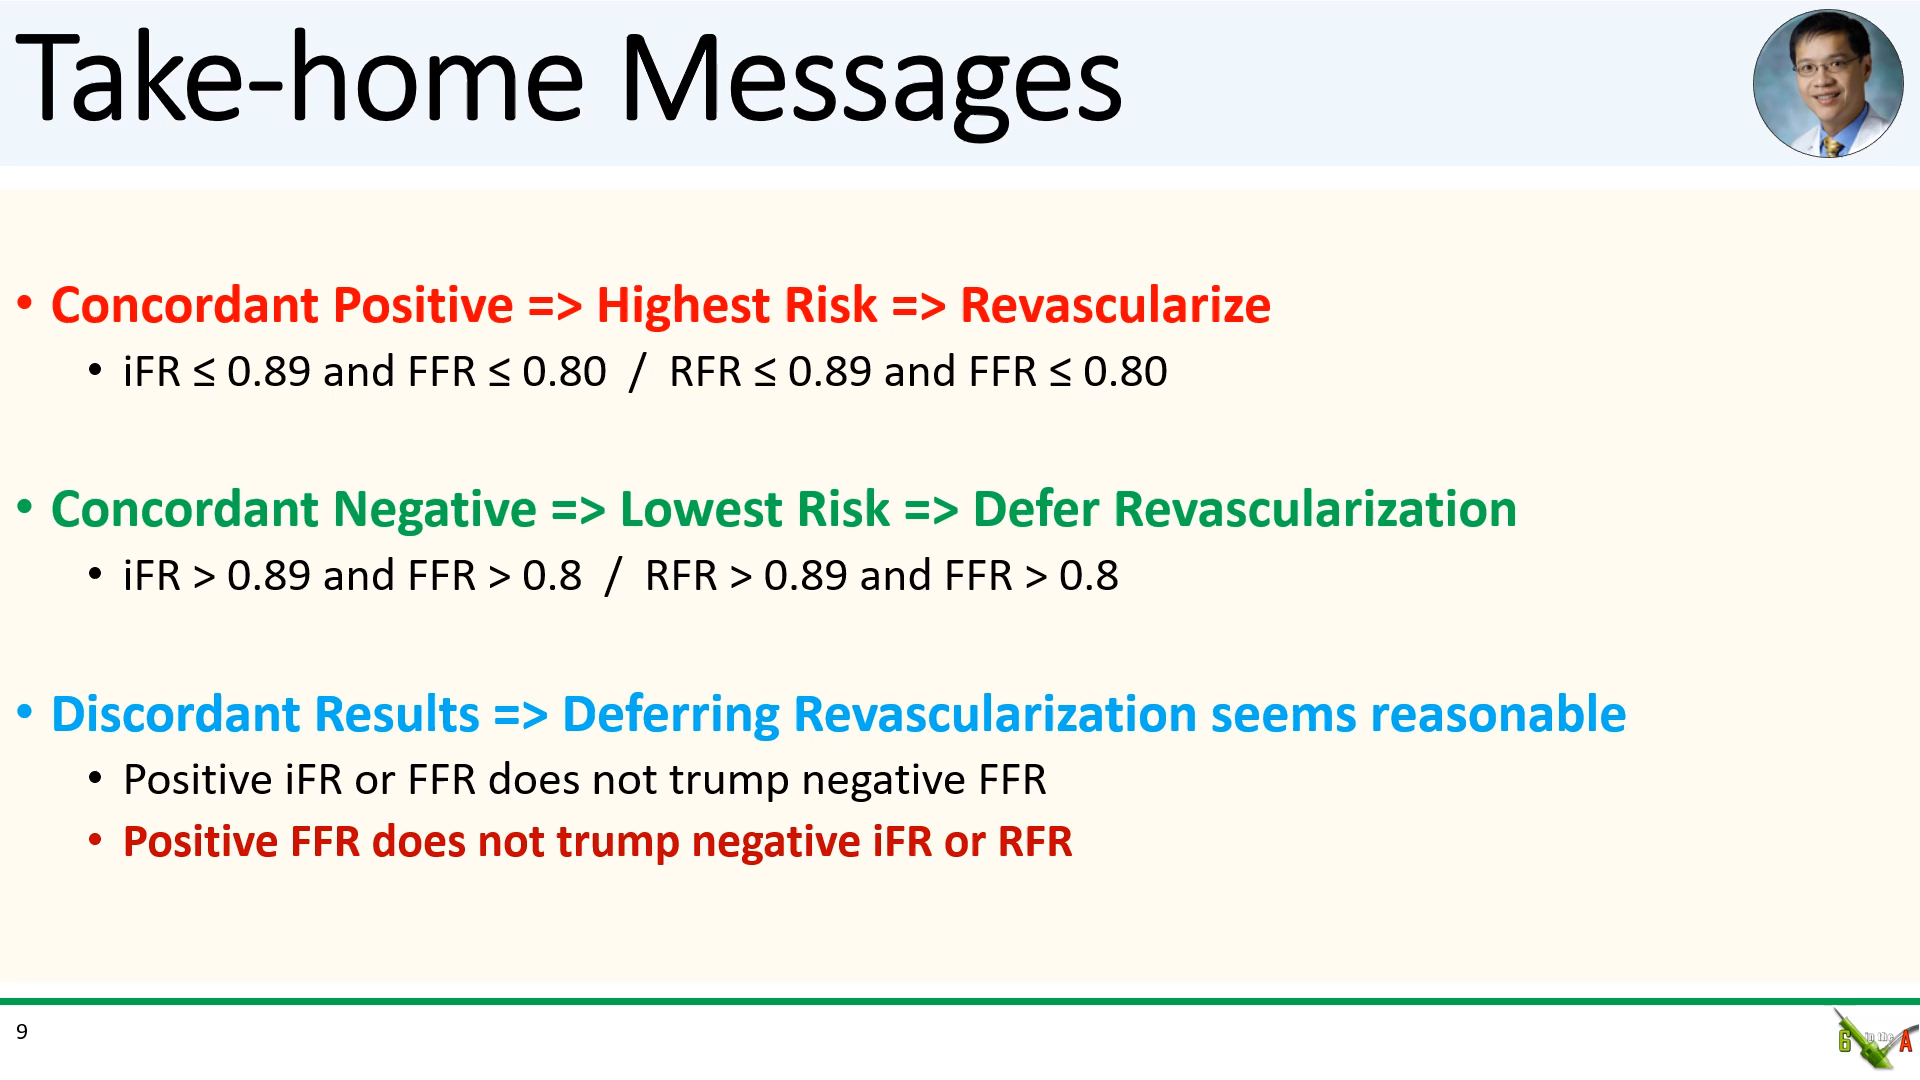 Take-home Messages
• Concordant Positive => Highest Risk => Revascularize
• iFR ≤ 0.89 and FFR ≤ 0.80 / RFR ≤ 0.89 and FFR ≤ 0.80
• Concordant Negative => Lowest Risk => Defer Revascularization
• iFR > 0.89 and FFR > 0.8 / RFR > 0.89 and FFR > 0.8
• Discordant Results => Deferring Revascularization seems reasonable
• Positive iFR or FFR does not trump negative FFR
• Positive FFR does not trump negative iFR or RFR
9
6 in the A